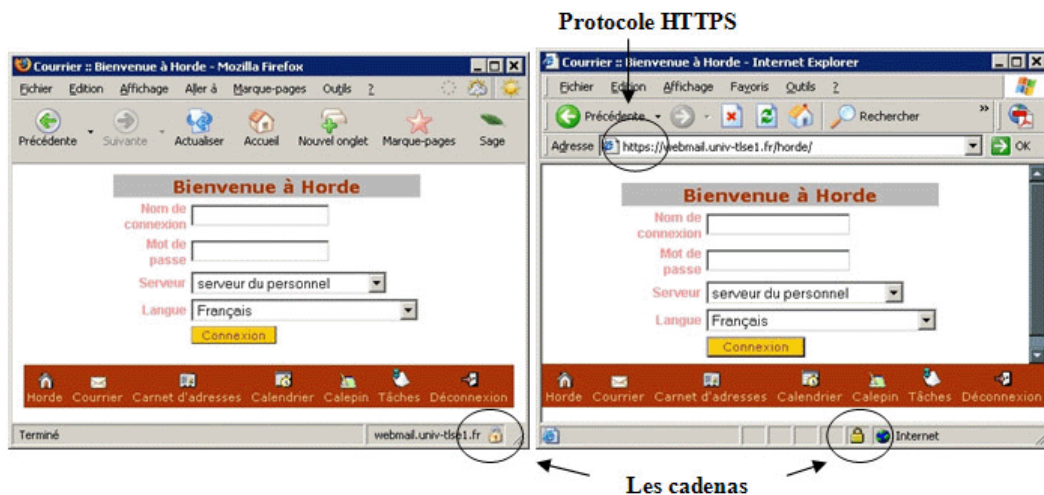 Protocole HTTPS
Courrier :: Bienvenue à Horde - Mozilla Firefox
Fichier Edition Affichage Aller à Marque-pages Outils ?
Précédente Suivante Actualiser Accueil Nouvel onglet Marque-pages Sage
Bienvenue à Horde
Nom de
connexion
Mot de
passe
Serveur serveur du personnel
Langue Français
Connexion
Horde Courrier Carnet d'adresses Calendrier Calepin Tâches Déconnexion
Terminé webmail.univ-tlse1.fr
Courrier :: Bienvenue à Horde - Internet Explorer
Fichier Edition Affichage Favoris Outils ?
Précédente Rechercher »
Adresse https://webmail.univ-tlse1.fr/horde/ OK
Bienvenue à Horde
Nom de
connexion
Mot de
passe
Serveur serveur du personnel
Langue Français
Connexion
Horde Courrier Carnet d'adresses Calendrier Calepin Tâches Déconnexion
Internet
Les cadenas